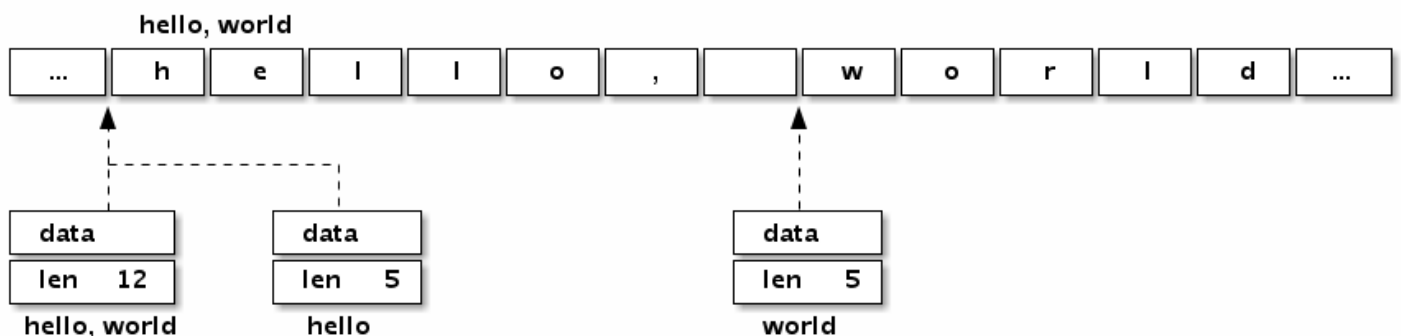 hello, world
... h e l l o , w o r l d ...
data data data
len 12 len 5 len 5
hello, world hello world